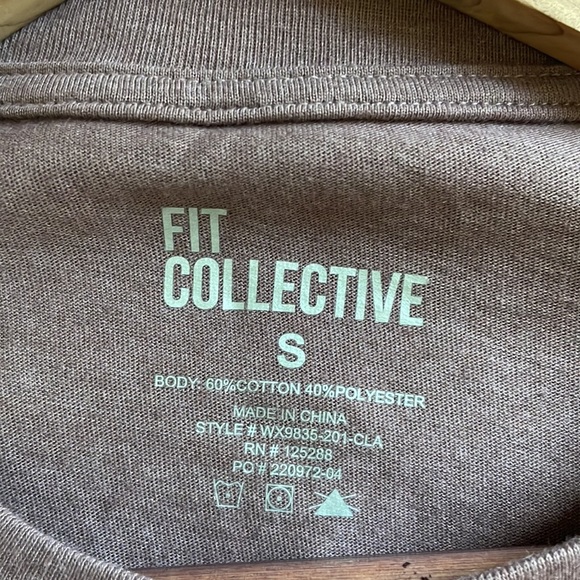 FIT
COLLECTIVE
S
BODY: 60%COTTON 40%POLYESTER
MADE IN CHINA
STYLE # WX9835-201-CLA
RN # 125288
PO # 220972-04